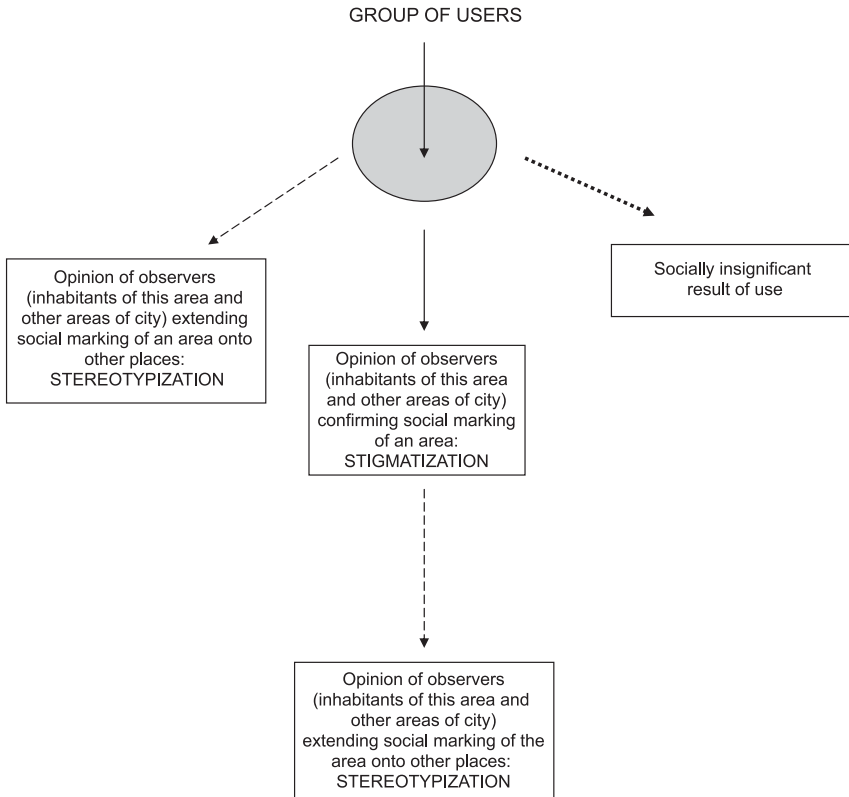 GROUP OF USERS
Opinion of observers
(inhabitants of this area and
other areas of city) extending
social marking of an area onto
other places:
STEREOTYPIZATION
Opinion of observers
(inhabitants of this area
and other areas of city)
confirming social marking
of an area:
STIGMATIZATION
Socially insignificant
result of use
Opinion of observers
(inhabitants of this area and
other areas of city)
extending social marking of the
area onto other places:
STEREOTYPIZATION